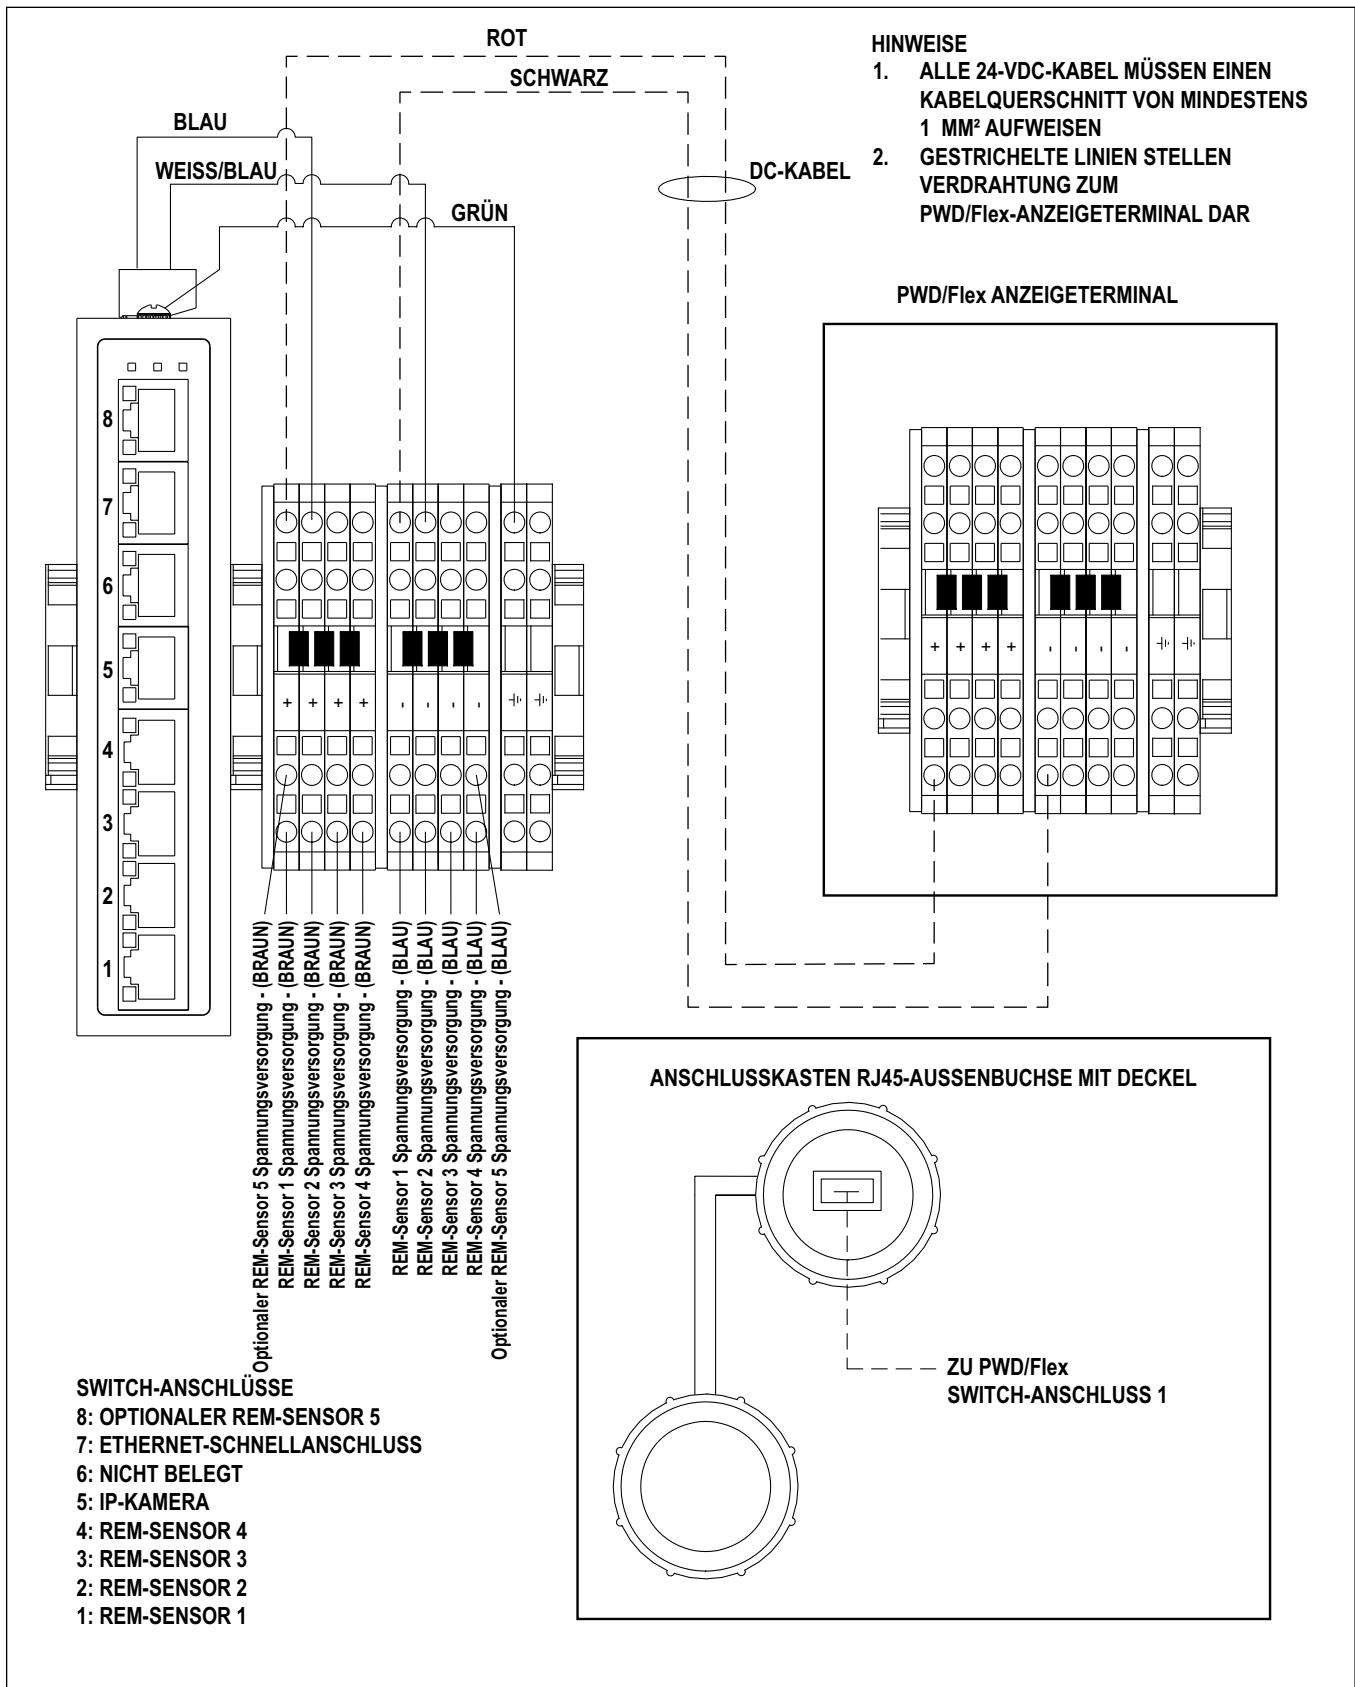 ROT
SCHWARZ
BLAU
WEISS/BLAU
GRÜN
DC-KABEL
HINWEISE
1. ALLE 24-VDC-KABEL MÜSSEN EINEN
KABELQUERSCHNITT VON MINDESTENS
1 MM² AUFWEISEN
2. GESTRICHELTE LINIEN STELLEN
VERDRAHTUNG ZUM
PWD/Flex-ANZEIGETERMINAL DAR
PWD/Flex ANZEIGETERMINAL
8
7
6
5
4
3
2
1
+ + + + - - - -
+ + + + - - - -
Optionaler REM-Sensor 5 Spannungsversorgung - (BRAUN)
REM-Sensor 1 Spannungsversorgung - (BRAUN)
REM-Sensor 2 Spannungsversorgung - (BRAUN)
REM-Sensor 3 Spannungsversorgung - (BRAUN)
REM-Sensor 4 Spannungsversorgung - (BRAUN)
REM-Sensor 1 Spannungsversorgung - (BLAU)
REM-Sensor 2 Spannungsversorgung - (BLAU)
REM-Sensor 3 Spannungsversorgung - (BLAU)
REM-Sensor 4 Spannungsversorgung - (BLAU)
Optionaler REM-Sensor 5 Spannungsversorgung - (BLAU)
ANSCHLUSSKASTEN RJ45-AUSSENBUCHSE MIT DECKEL
ZU PWD/Flex
SWITCH-ANSCHLUSS 1
SWITCH-ANSCHLÜSSE
8: OPTIONALER REM-SENSOR 5
7: ETHERNET-SCHNELLANSCHLUSS
6: NICHT BELEGT
5: IP-KAMERA
4: REM-SENSOR 4
3: REM-SENSOR 3
2: REM-SENSOR 2
1: REM-SENSOR 1